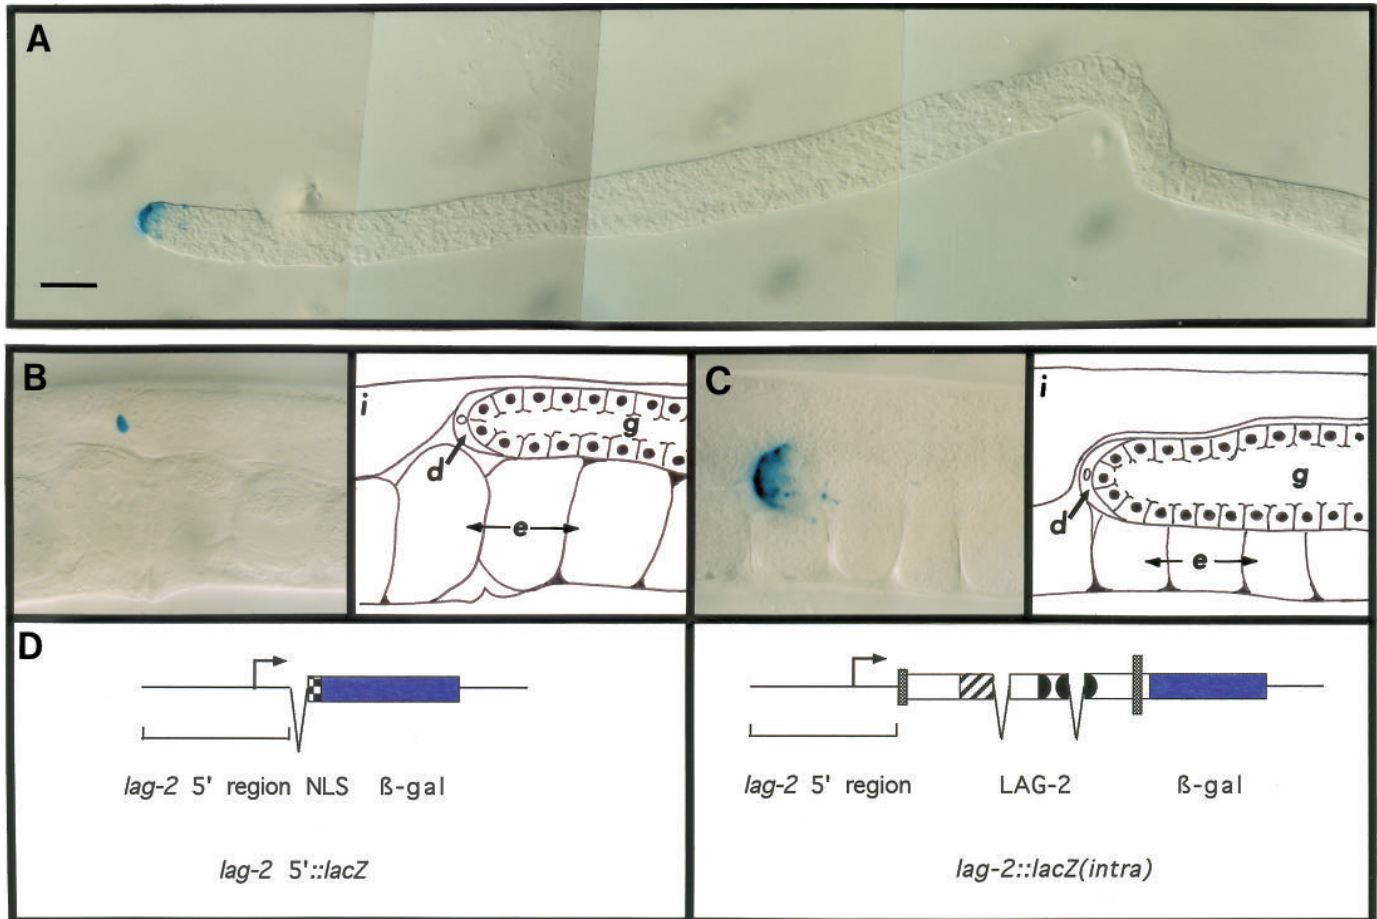 A
B
i
g
d
e
C
i
g
d
e
D
lag-2 5' region NLS ß-gal
lag-2 5'::lacZ
lag-2 5' region LAG-2 ß-gal
lag-2::lacZ(intra)